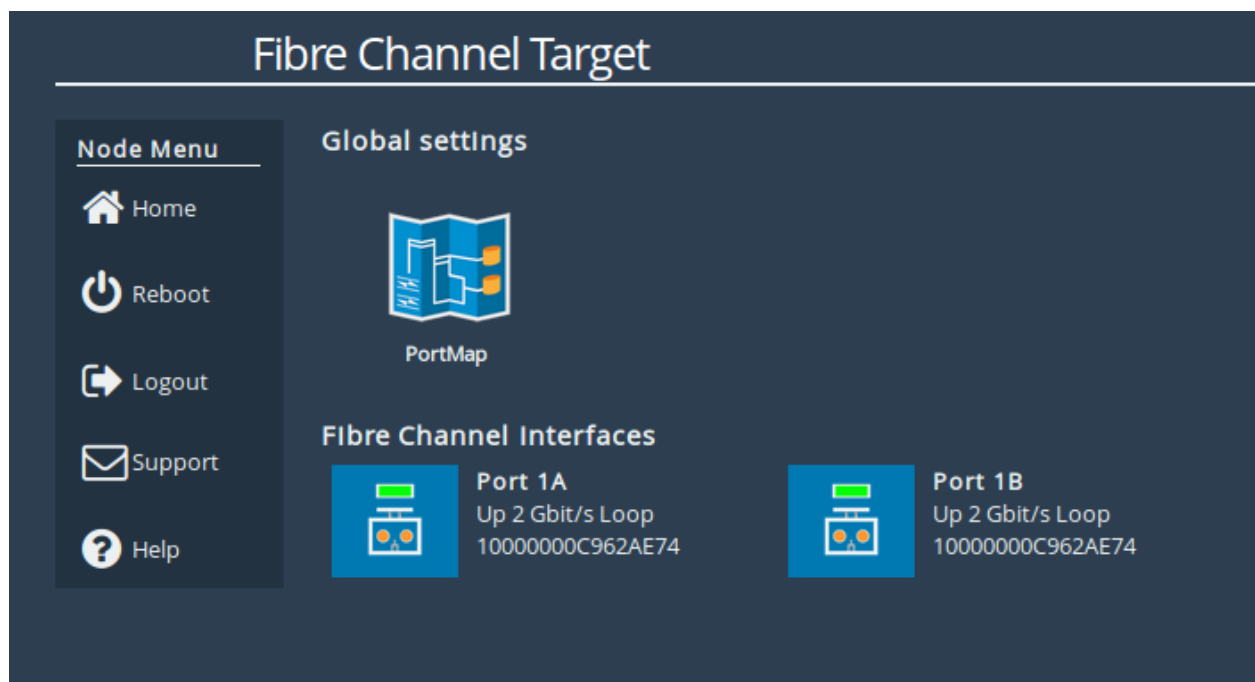 Fibre Channel Target
Node Menu
Home
Reboot
Logout
Support
Help
Global settings
PortMap
Fibre Channel Interfaces
Port 1A
Up 2 Gbit/s Loop
10000000C962AE74
Port 1B
Up 2 Gbit/s Loop
10000000C962AE74